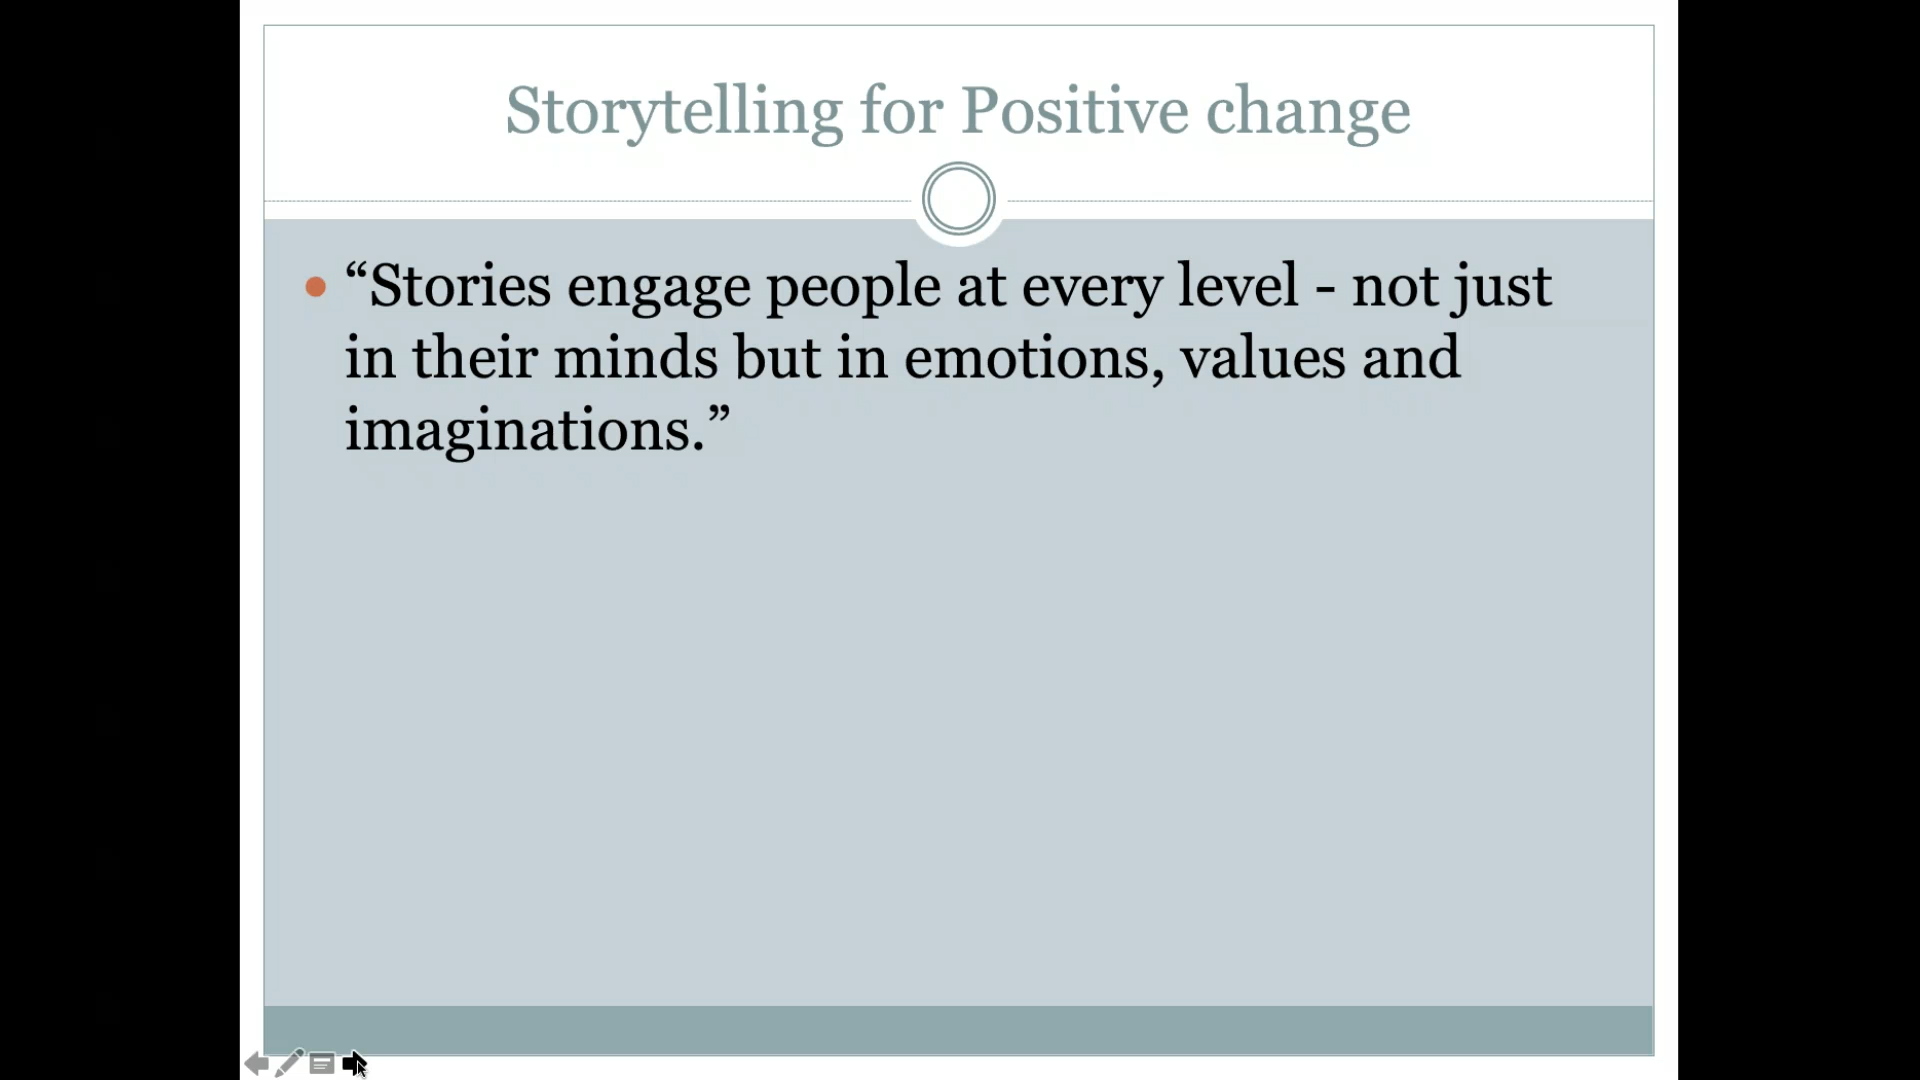 Storytelling for Positive change
“Stories engage people at every level - not just
in their minds but in emotions, values and
imaginations.”